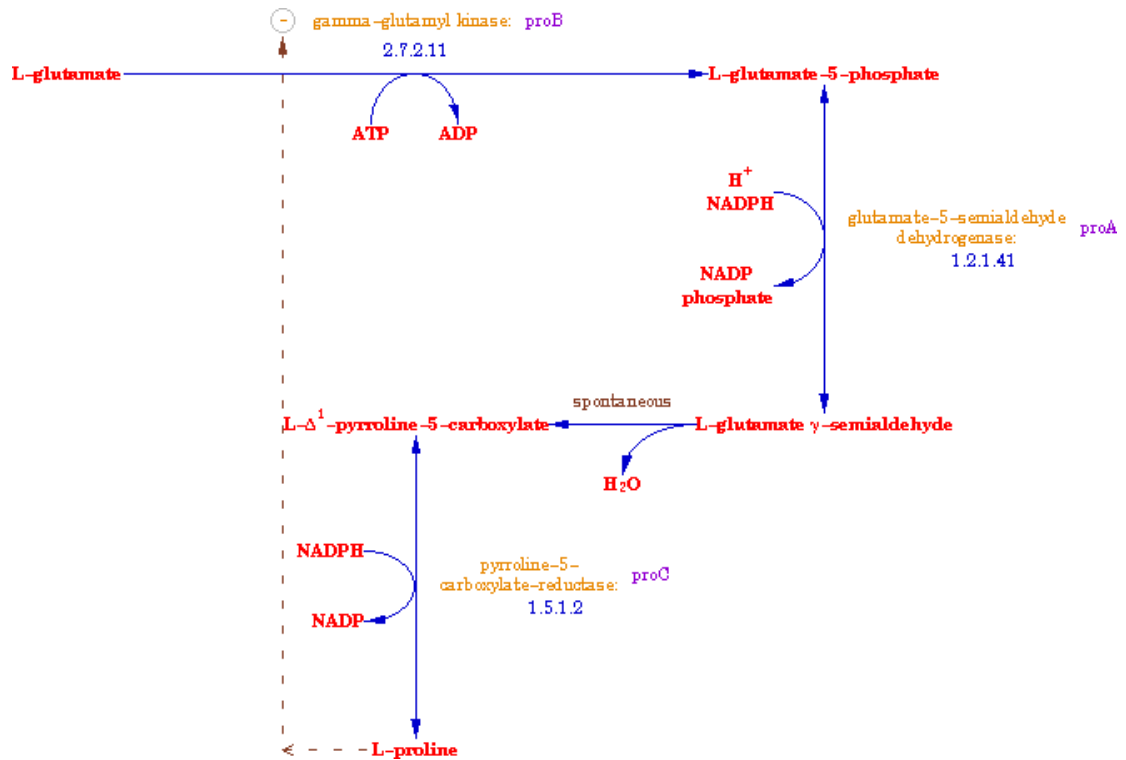 - gamma-glutamyl kinase: proB
2.7.2.11
L-glutamate L-glutamate-5-phosphate
ATP ADP
H+
NADPH
glutamate-5-semialdehyde
dehydrogenase: proA
1.2.1.41
NADP
phosphate
spontaneous
L-Δ1-pyrroline-5-carboxylate L-glutamate γ-semialdehyde
H2O
NADPH
pyrroline-5-
carboxylate-reductase: proC
1.5.1.2
NADP
L-proline